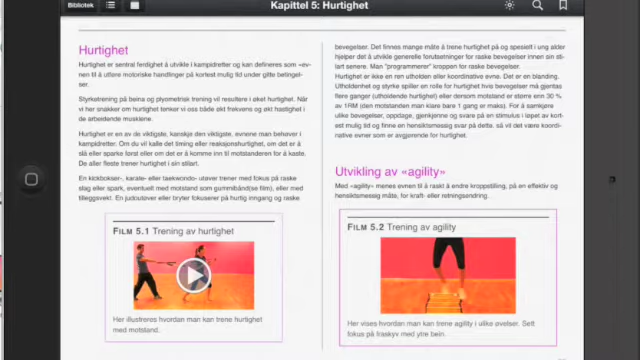 Bibliotek
Kapittel 5: Hurtighet
Hurtighet
Hurtighet er sentral ferdighet å utvikle i kampidretter og kan defineres som «ev-
nen til å utføre motoriske handlinger på kortest mulig tid under gitte betingel-
ser.
Styrketrening på beina og plyometrisk trening vil resultere i økt hurtighet. Når
vi her snakker om hurtighet tenker vi oss både økt frekvens og økt hastighet i
de arbeidende musklene.
Hurtighet er en av de viktigste, kanskje den viktigste, evnene man behøver i
kampidretter. Om du vil kalle det timing eller reaksjonshurtighet, om det er å
slå eller sparke først eller om det er å komme inn til motstanderen for å kaste.
De aller fleste trener hurtighet i sin stilart.
En kickbokser-, karate- eller taekwondo- utøver trener med fokus på raske
slag eller spark, eventuelt med motstand som gummibånd(se film), eller med
tilleggsvekt. En judoutøver eller bryter fokuserer på hurtig inngang og raske
FILM 5.1 Trening av hurtighet
Her illustreres hvordan man kan trene hurtighet
med motstand.
bevegelser. Det finnes mange måte å trene hurtighet på og spesielt i ung alder
hjelper det å utvikle generelle forutsetninger for raske bevegelser innen sin sti-
lart senere. Man "programerer" kroppen for raske bevegelser.
Hurtighet er ikke en ren utholden eller koordinative evne. Det er en blanding.
Utholdenhet og styrke spiller en rolle for hurtighet hvis bevegelse må gjentas
flere ganger (utholdende hurtighet) eller dersom motstand er større enn 30 %
av 1RM (den motstanden man klare bare 1 gang er maks). For å samkjøre
ulike bevegelser, oppdage, gjenkjenne og svare på en stimulus i løpet av kort-
est mulig tid og finne en hensiktsmessig svar på dette, så vil det være koordi-
native evner som er avgjørende for hurtighet.
Utvikling av «agility»
Med «agility» menes evnen til å raskt å endre kroppstilling, på en effektiv og
hensiktsmessig måte, for kraft- eller retningsendring.
FILM 5.2 Trening av agility
Her vises hvordan man kan trene agility i ulike øvelser. Sett
fokus på fraskyv med ytre bein.